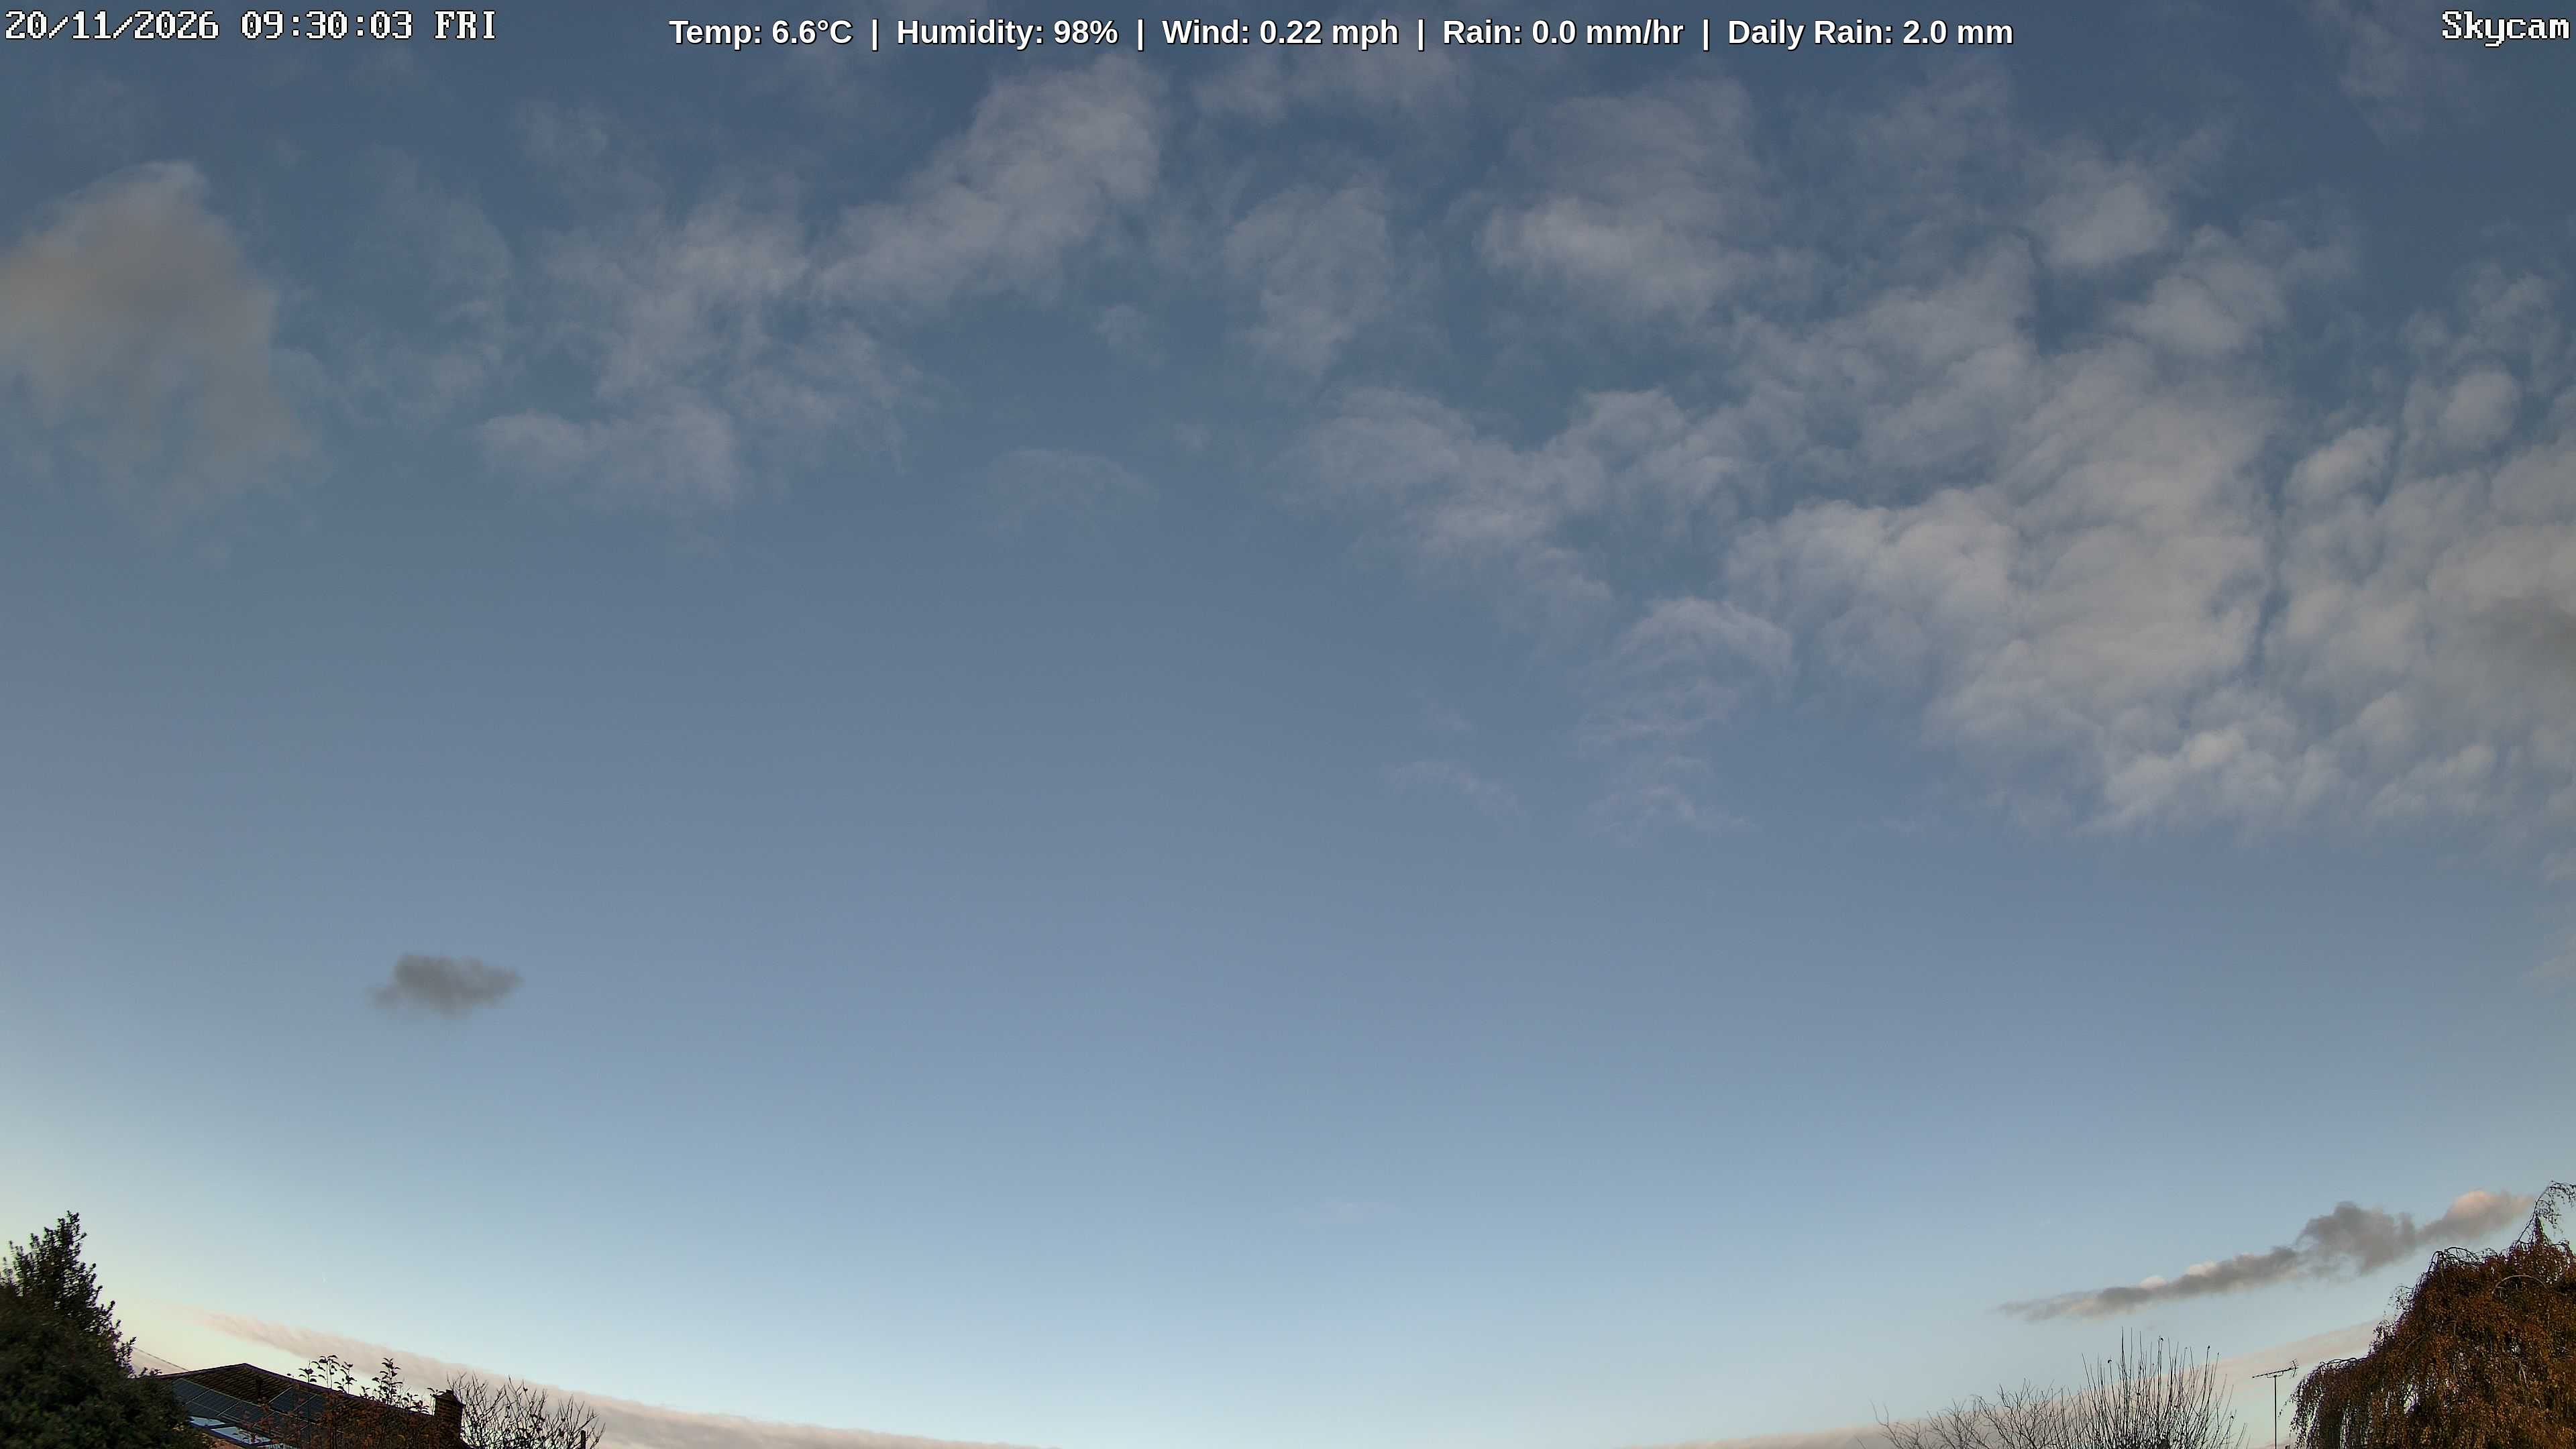 20/11/2026 09:30:03 FRI
Temp: 6.6°C | Humidity: 98% | Wind: 0.22 mph | Rain: 0.0 mm/hr | Daily Rain: 2.0 mm
Skycam